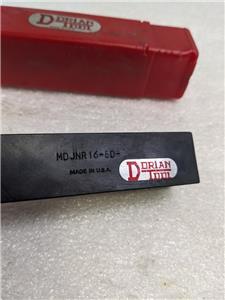 DORIAN
TOOL
MDJNR16-6D-
MADE IN U.S.A.
DORIAN
TOOL